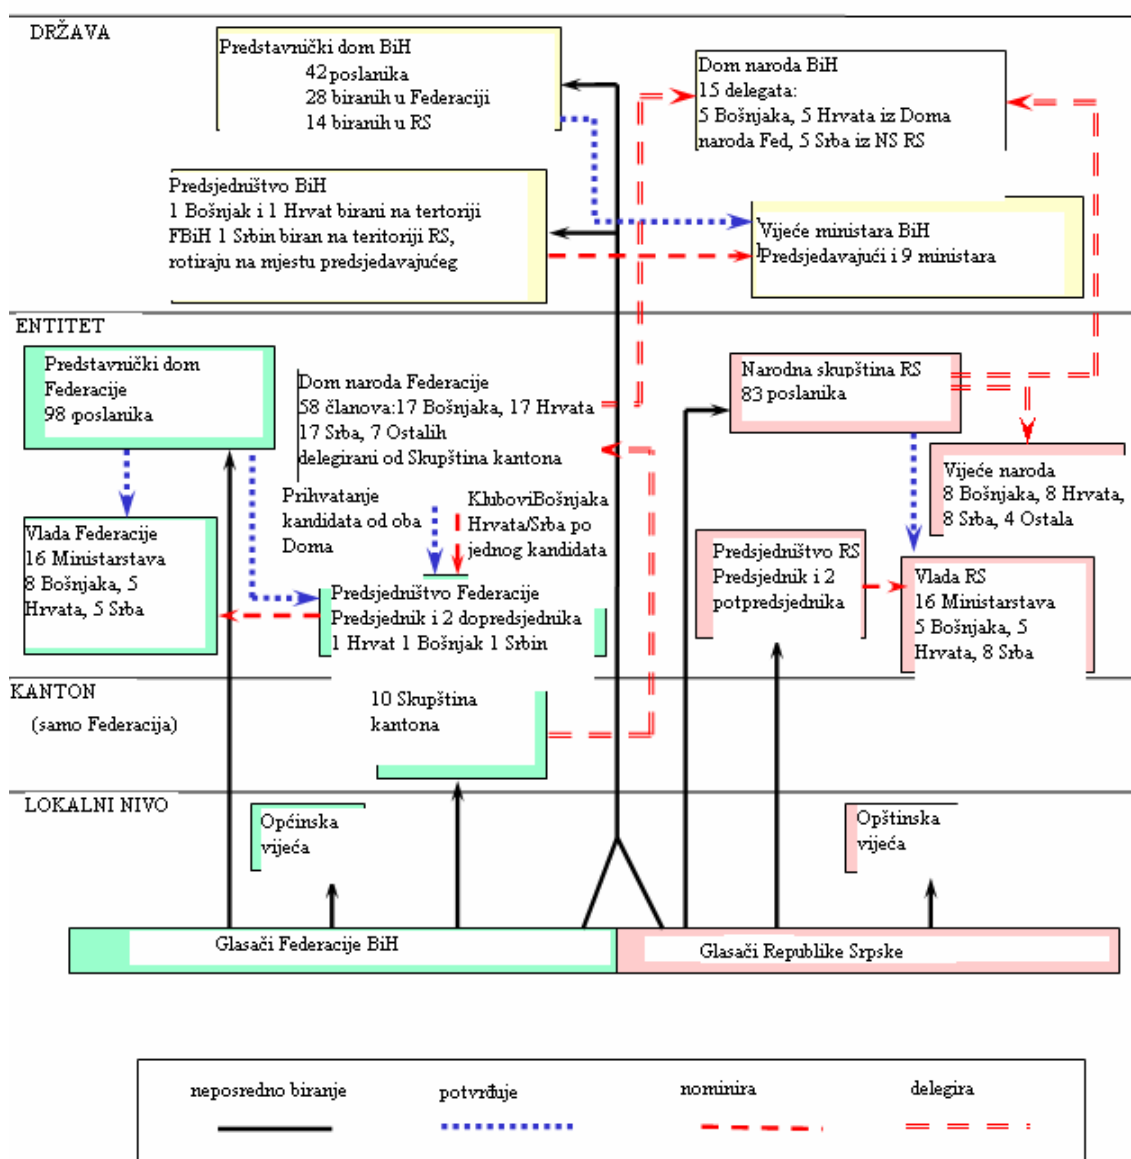 DRŽAVA
Predstavnički dom BiH
42 poslanika
28 biranih u Federaciji
14 biranih u RS
Dom naroda BiH
15 delegata:
5 Bošnjaka, 5 Hrvata iz Doma
naroda Fed, 5 Srba iz NS RS
Predsjedništvo BiH
1 Bošnjak i 1 Hrvat birani na tertoriji
FBiH 1 Srbin biran na teritoriji RS,
rotiraju na mjestu predsjedavajućeg
Vijeće ministara BiH
Predsjedavajući i 9 ministara
ENTITET
Predstavnički dom
Federacije
98 poslanika
Dom naroda Federacije
58 članova:17 Bošnjaka, 17 Hrvata
17 Srba, 7 Ostalih
delegirani od Skupština kantona
Narodna skupština RS
83 poslanika
Vijeće naroda
8 Bošnjaka, 8 Hrvata,
8 Srba, 4 Ostala
Prihvatanje
kandidata od oba
Doma
KluboviBošnjaka
Hrvata/Srba po
jednog kandidata
Vlada Federacije
16 Ministarstava
8 Bošnjaka, 5
Hrvata, 5 Srba
Predsjedništvo Federacije
Predsjednik i 2 dopredsjednika
1 Hrvat 1 Bošnjak 1 Srbin
Predsjedništvo RS
Predsjednik i 2
potpredsjednika
Vlada RS
16 Ministarstava
5 Bošnjaka, 5
Hrvata, 8 Srba
KANTON
(samo Federacija)
10 Skupština
kantona
LOKALNI NIVO
Općinska
vijeća
Opštinska
vijeća
Glasači Federacije BiH
Glasači Republike Srpske
neposredno biranje
potvrđuje
nominira
delegira